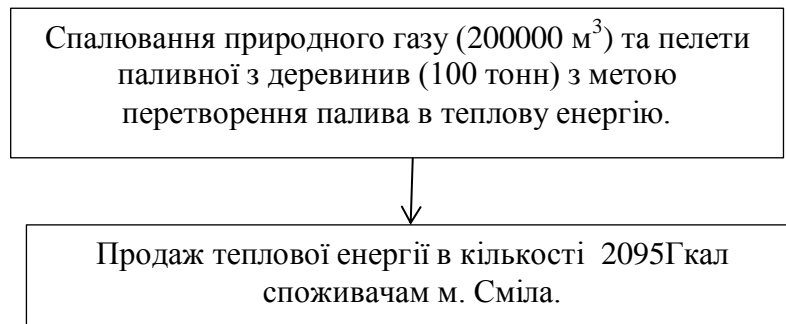 Спалювання природного газу (200000 м³) та пелети
паливної з деревинив (100 тонн) з метою
перетворення палива в теплову енергію.
Продаж теплової енергії в кількості 2095Гкал
споживачам м. Сміла.